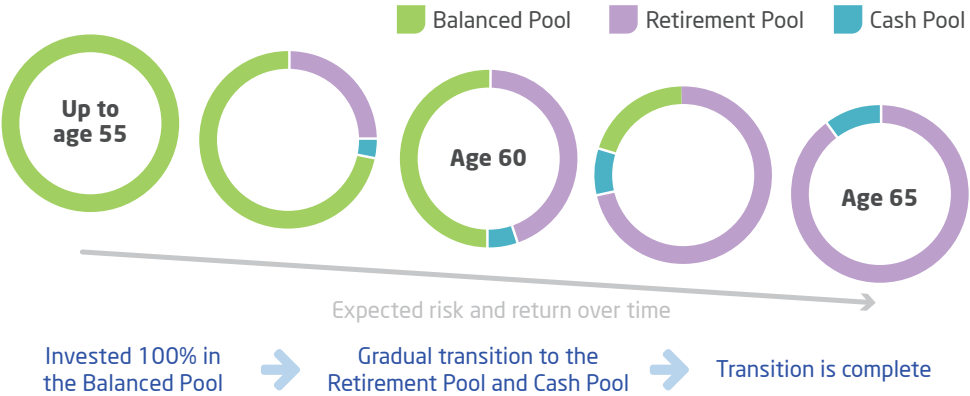 Balanced Pool
Retirement Pool
Cash Pool
Up to
age 55
Age 60
Age 65
Expected risk and return over time
Invested 100% in
the Balanced Pool
Gradual transition to the
Retirement Pool and Cash Pool
Transition is complete